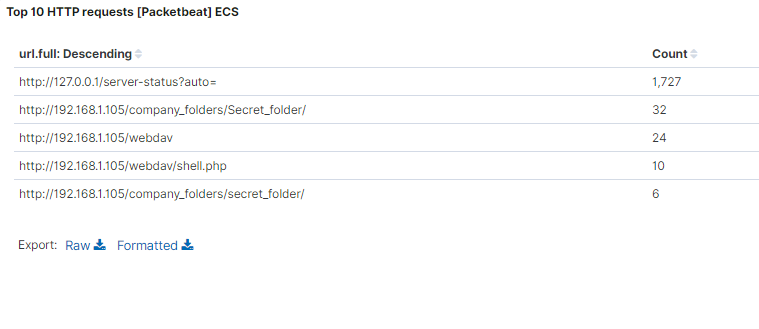 Top 10 HTTP requests [Packetbeat] ECS
url.full: Descending Count
http://127.0.0.1/server-status?auto= 1,727
http://192.168.1.105/company_folders/Secret_folder/ 32
http://192.168.1.105/webdav 24
http://192.168.1.105/webdav/shell.php 10
http://192.168.1.105/company_folders/secret_folder/ 6
Export: Raw Formatted